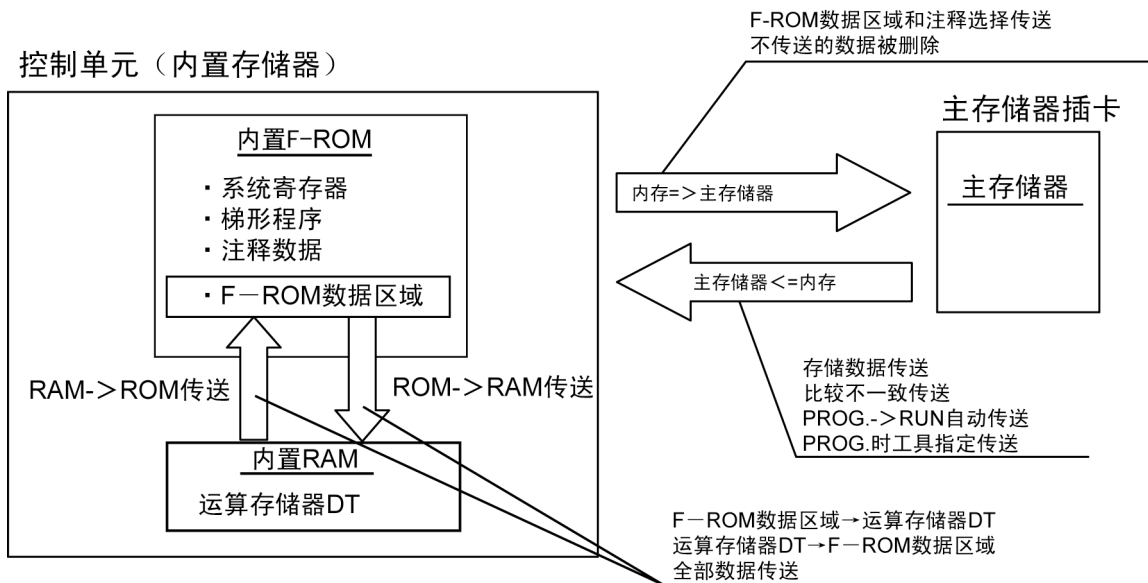 F-ROM数据区域和注释选择传送
不传送的数据被删除
控制单元（内置存储器）
主存储器插卡
内置F-ROM
・系统寄存器
・梯形程序
・注释数据
・F－ROM数据区域
内存=＞主存储器
主存储器
主存储器＜=内存
RAM-＞ROM传送
ROM-＞RAM传送
存储数据传送
比较不一致传送
PROG.-＞RUN自动传送
PROG.时工具指定传送
内置RAM
运算存储器DT
F－ROM数据区域→运算存储器DT
运算存储器DT→F－ROM数据区域
全部数据传送